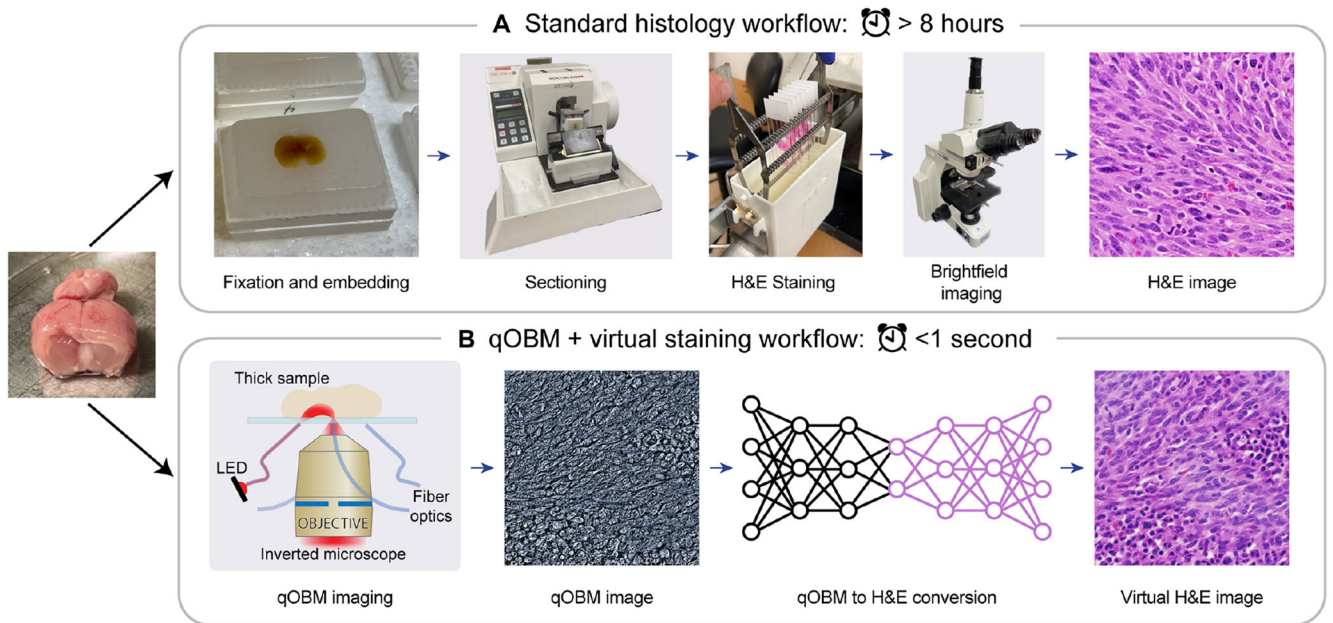 A Standard histology workflow: > 8 hours
Fixation and embedding
Sectioning
H&E Staining
Brightfield
imaging
H&E image
B qOBM + virtual staining workflow: <1 second
Thick sample
LED
Fiber
optics
OBJECTIVE
Inverted microscope
qOBM imaging
qOBM image
qOBM to H&E conversion
Virtual H&E image